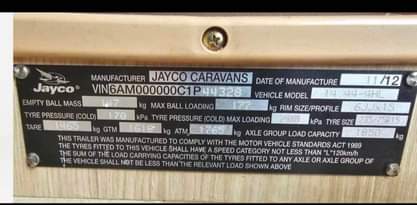 MANUFACTURER JAYCO CARAVANS DATE OF MANUFACTURE 11/12
Jayco VIN 6AM000000C1P44328 VEHICLE MODEL
EMPTY BALL MASS kg MAX BALL LOADING kg RIM SIZE/PROFILE 6JJX15
TYRE PRESSURE (COLD) 170 kPa TYRE PRESSURE (COLD) MAX LOADING kPa TYRE SIZE
TARE kg GTM kg ATM kg AXLE GROUP LOAD CAPACITY kg
THIS TRAILER WAS MANUFACTURED TO COMPLY WITH THE MOTOR VEHICLE STANDARDS ACT 1989
THE TYRES FITTED TO THIS VEHICLE SHALL HAVE A SPEED CATEGORY NOT LESS THAN "L" 120km/h
THE SUM OF THE LOAD CARRYING CAPACITIES OF THE TYRES FITTED TO ANY AXLE OR AXLE GROUP OF
THE VEHICLE SHALL NOT BE LESS THAN THE RELEVANT LOAD SHOWN ABOVE